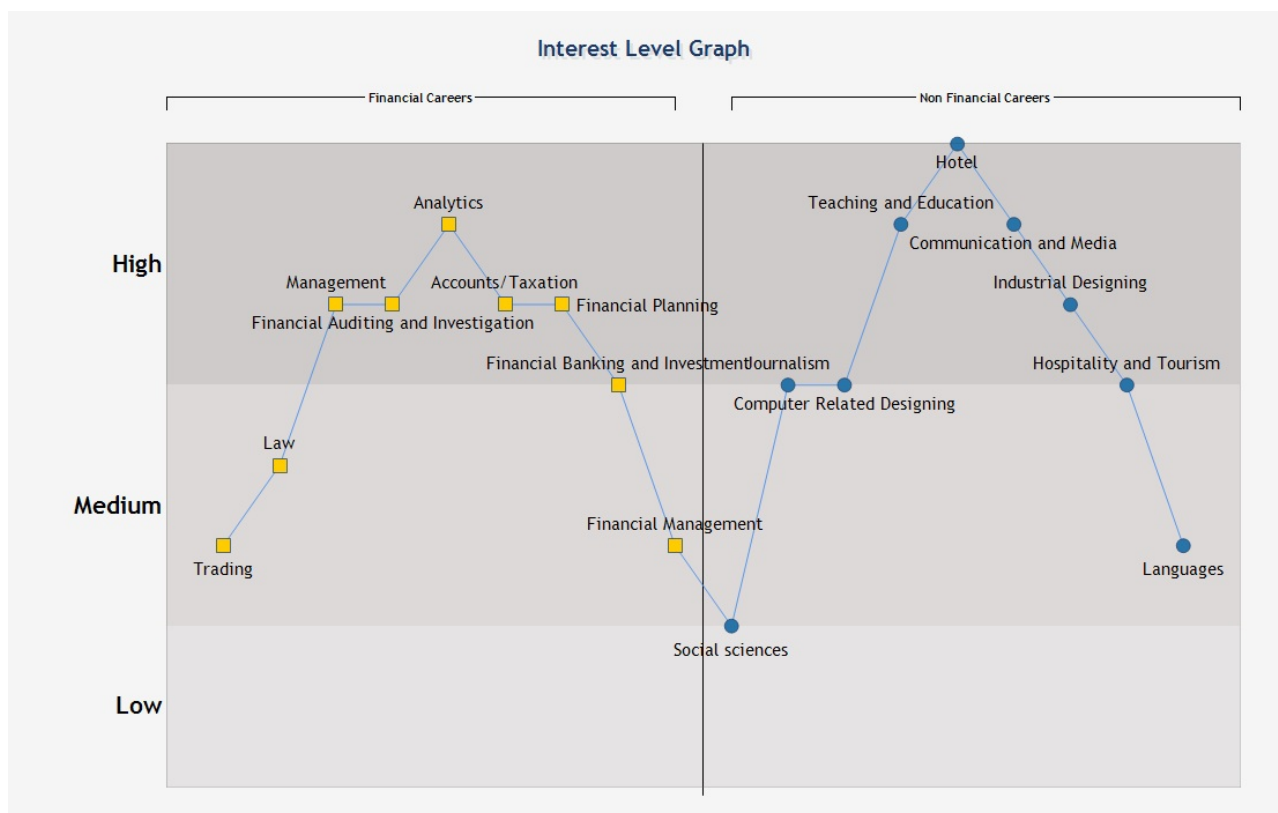 Interest Level Graph
Financial Careers
Non Financial Careers
Hotel
Analytics
Teaching and Education
Communication and Media
High
Management
Accounts/Taxation
Industrial Designing
Financial Planning
Financial Auditing and Investigation
Financial Banking and Investment
Journalism
Hospitality and Tourism
Computer Related Designing
Law
Medium
Financial Management
Trading
Languages
Social sciences
Low